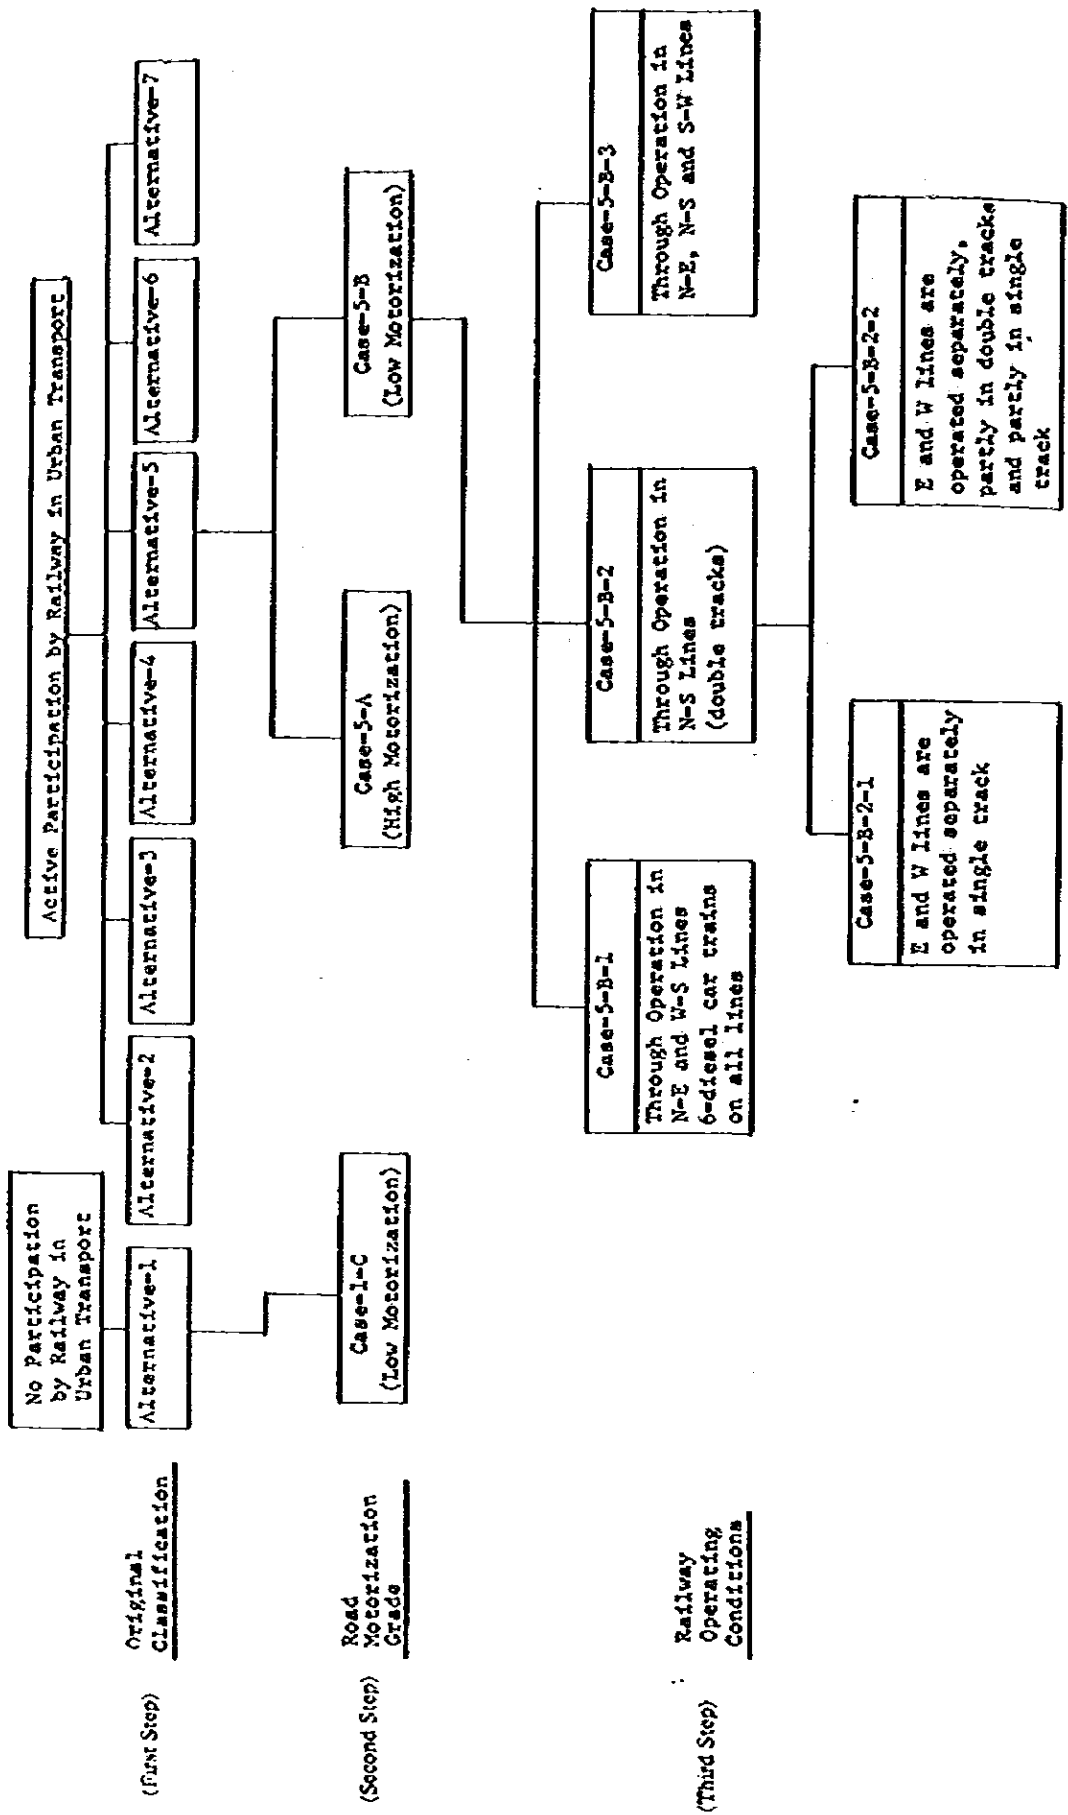 No Participation
by Railway in
Urban Transport
Active Participation by Railway in Urban Transport
(First Step)
Original
Classification
Alternative-1
Alternative-2
Alternative-3
Alternative-4
Alternative-5
Alternative-6
Alternative-7
(Second Step)
Road
Motorization
Grade
Case-1-C
(Low Motorization)
Case-5-A
(High Motorization)
Case-5-B
(Low Motorization)
(Third Step)
Railway
Operating
Conditions
Case-5-B-1
Through Operation in
N-E and W-S Lines
6-diesel car trains
on all lines
Case-5-B-2
Through Operation in
N-S Lines
(double tracks)
Case-5-B-3
Through Operation in
N-E, N-S and S-W Lines
Case-5-B-2-1
E and W lines are
operated separately
in single track
Case-5-B-2-2
E and W lines are
operated separately,
partly in double tracks
and partly in single
track